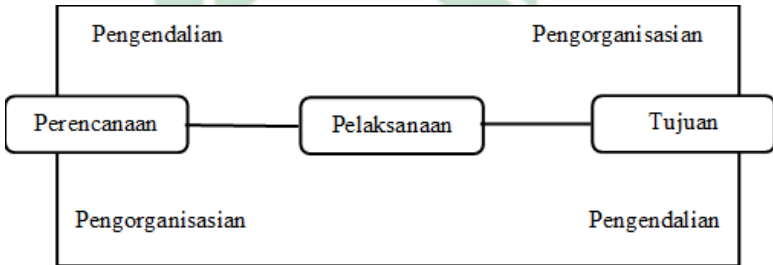 Pengendalian
Pengorganisasian
Perencanaan
Pelaksanaan
Tujuan
Pengorganisasian
Pengendalian